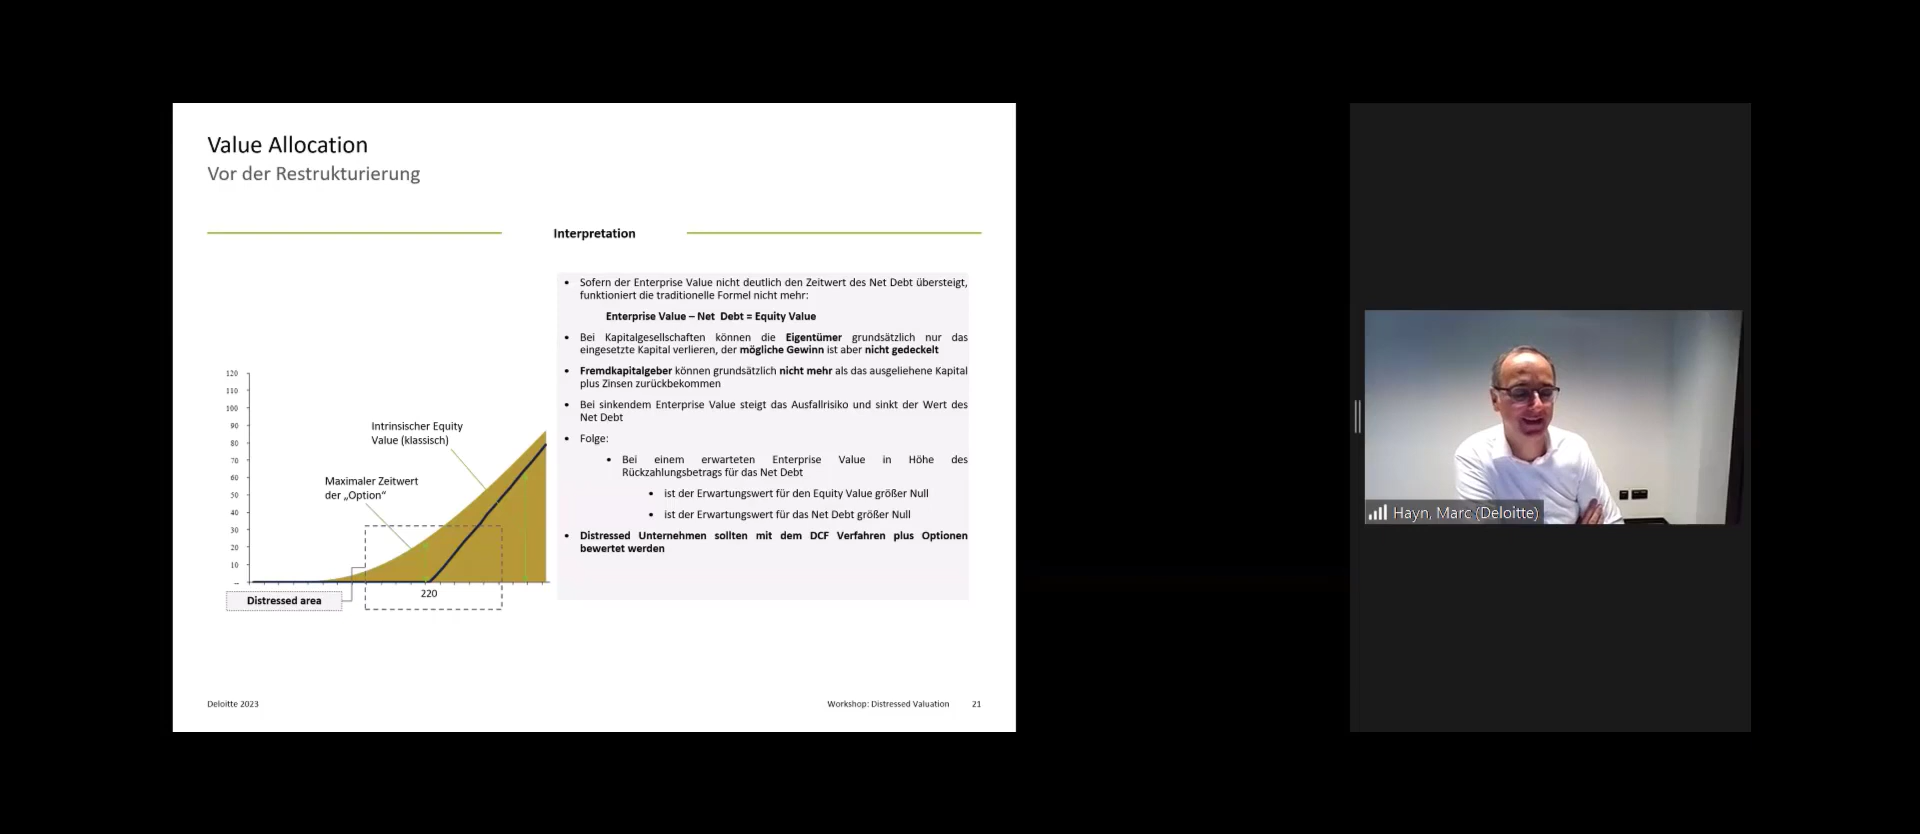 Value Allocation
Vor der Restrukturierung
Interpretation
120
110
100
90
80
70
60
50
40
30
20
10
–
Intrinsischer Equity
Value (klassisch)
Maximaler Zeitwert
der „Option“
220
Distressed area
• Sofern der Enterprise Value nicht deutlich den Zeitwert des Net Debt übersteigt,
funktioniert die traditionelle Formel nicht mehr:
Enterprise Value – Net Debt = Equity Value
• Bei Kapitalgesellschaften können die Eigentümer grundsätzlich nur das
eingesetzte Kapital verlieren, der mögliche Gewinn ist aber nicht gedeckelt
• Fremdkapitalgeber können grundsätzlich nicht mehr als das ausgeliehene Kapital
plus Zinsen zurückbekommen
• Bei sinkendem Enterprise Value steigt das Ausfallrisiko und sinkt der Wert des
Net Debt
• Folge:
• Bei einem erwarteten Enterprise Value in Höhe des
Rückzahlungsbetrags für das Net Debt
• ist der Erwartungswert für den Equity Value größer Null
• ist der Erwartungswert für das Net Debt größer Null
• Distressed Unternehmen sollten mit dem DCF Verfahren plus Optionen
bewertet werden
Deloitte 2023
Workshop: Distressed Valuation 21
Hayn, Marc (Deloitte)